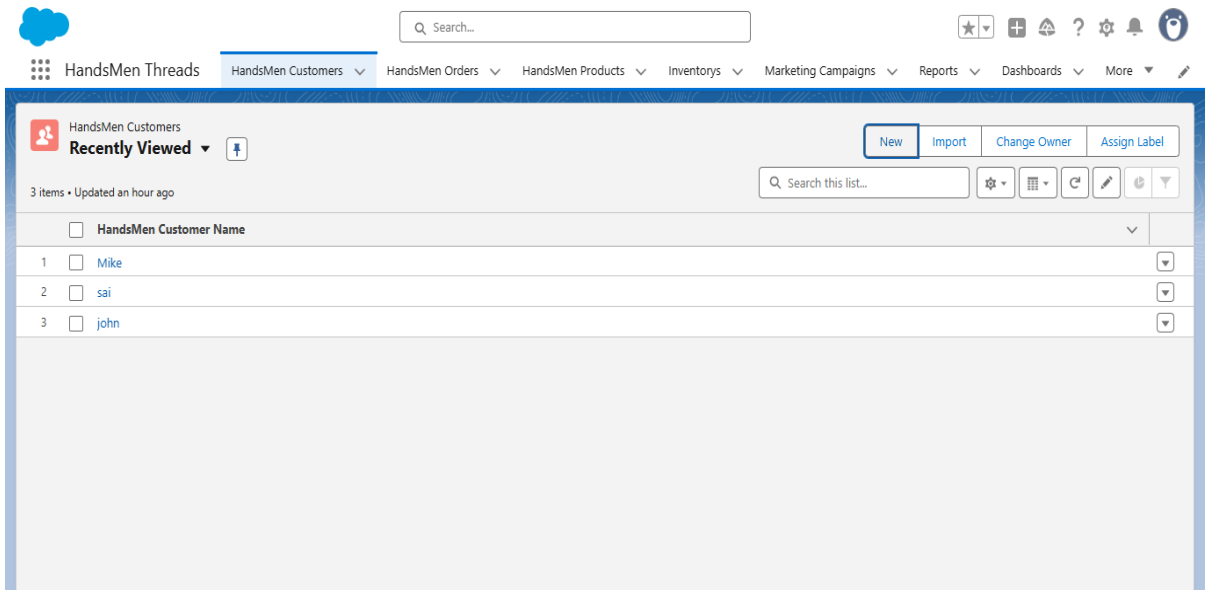 Search...
HandsMen Threads HandsMen Customers HandsMen Orders HandsMen Products Inventorys Marketing Campaigns Reports Dashboards More
HandsMen Customers
Recently Viewed
New Import Change Owner Assign Label
3 items • Updated an hour ago
Search this list...
HandsMen Customer Name
1 Mike
2 sai
3 john